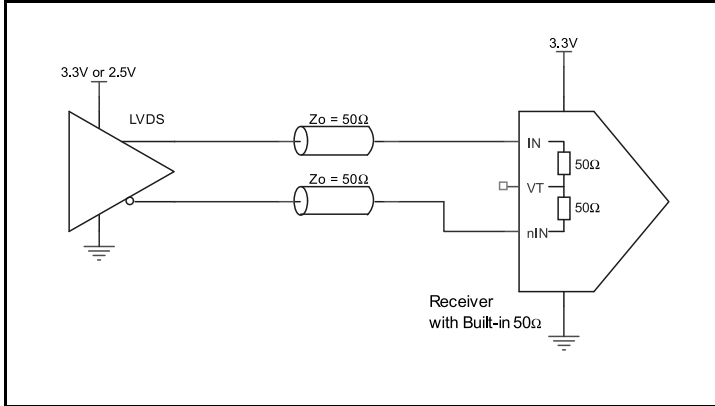 3.3V
3.3V or 2.5V
LVDS
Zo = 50Ω
IN
50Ω
Zo = 50Ω
VT
50Ω
nIN
Receiver
with Built-in 50Ω